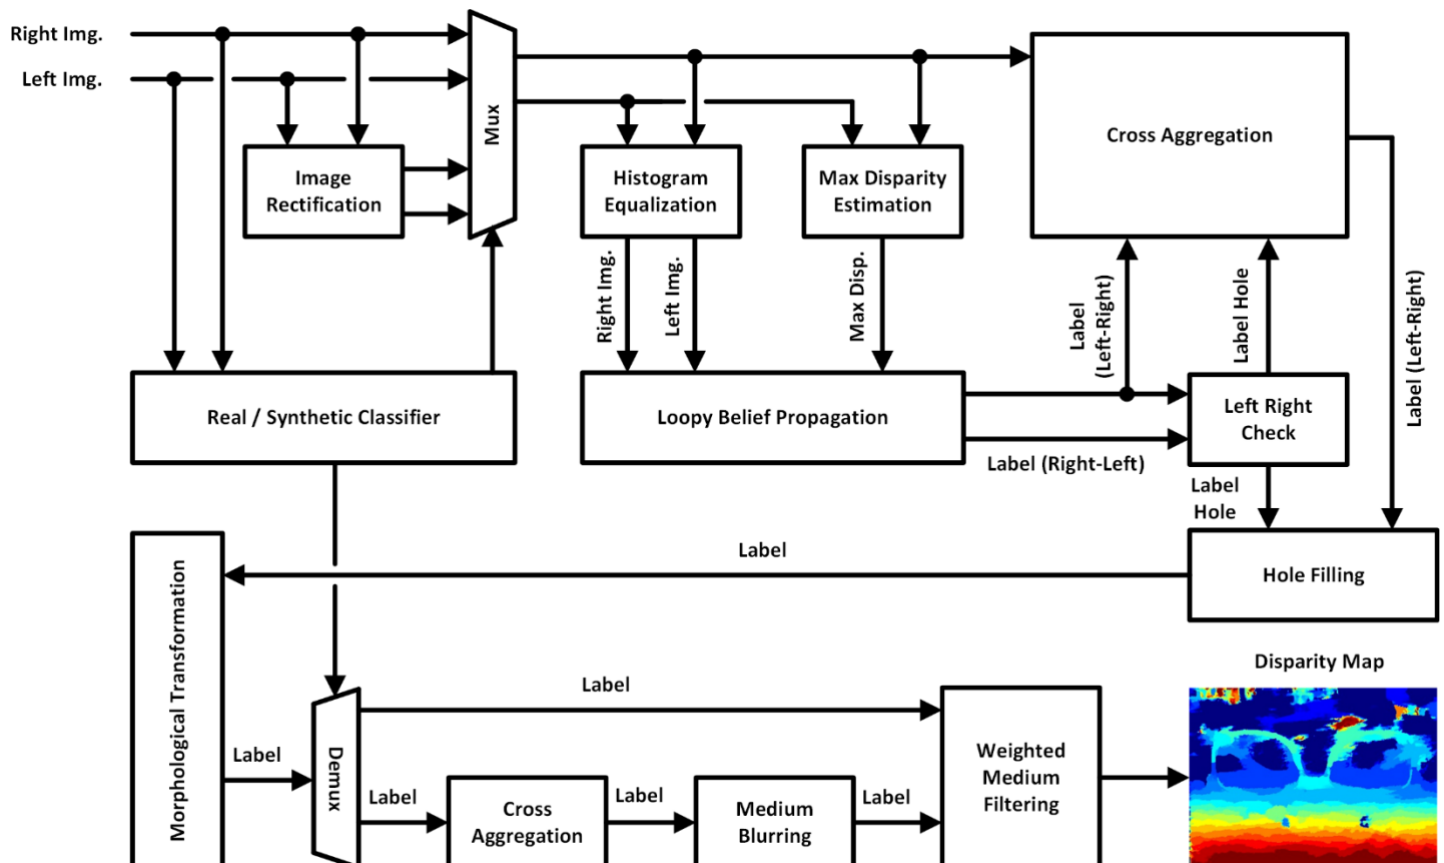 Right Img.
Left Img.
Mux
Image
Rectification
Histogram
Equalization
Max Disparity
Estimation
Cross Aggregation
Right Img.
Left Img.
Max Disp.
Label
(Left-Right)
Label Hole
Label (Left-Right)
Real / Synthetic Classifier
Loopy Belief Propagation
Left Right
Check
Label (Right-Left)
Label
Hole
Label
Hole Filling
Morphological Transformation
Disparity Map
Label
Label
Demux
Label
Cross
Aggregation
Label
Medium
Blurring
Label
Weighted
Medium
Filtering